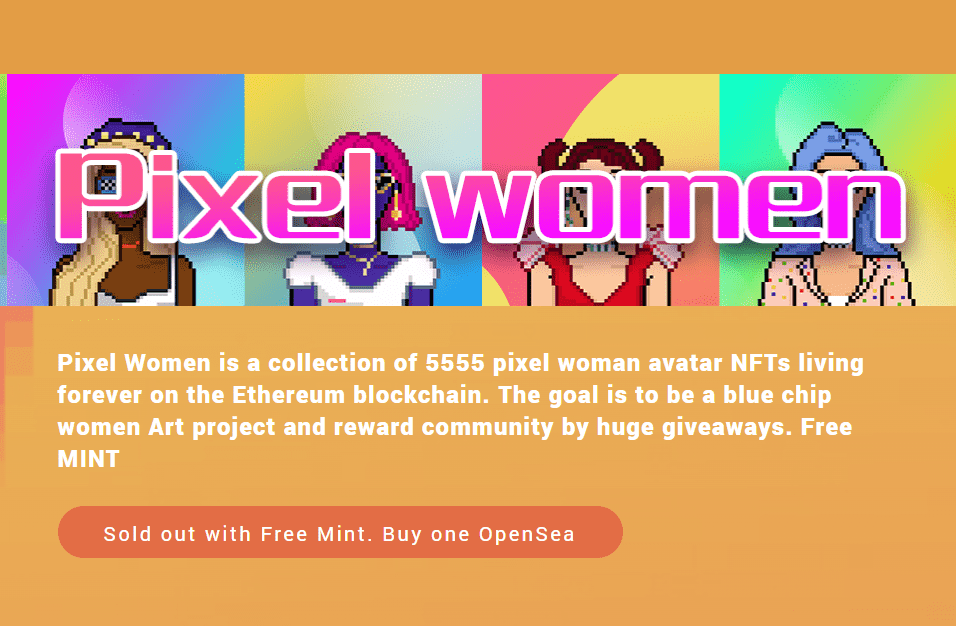 Pixel women
Pixel Women is a collection of 5555 pixel woman avatar NFTs living
forever on the Ethereum blockchain. The goal is to be a blue chip
women Art project and reward community by huge giveaways. Free
MINT
Sold out with Free Mint. Buy one OpenSea